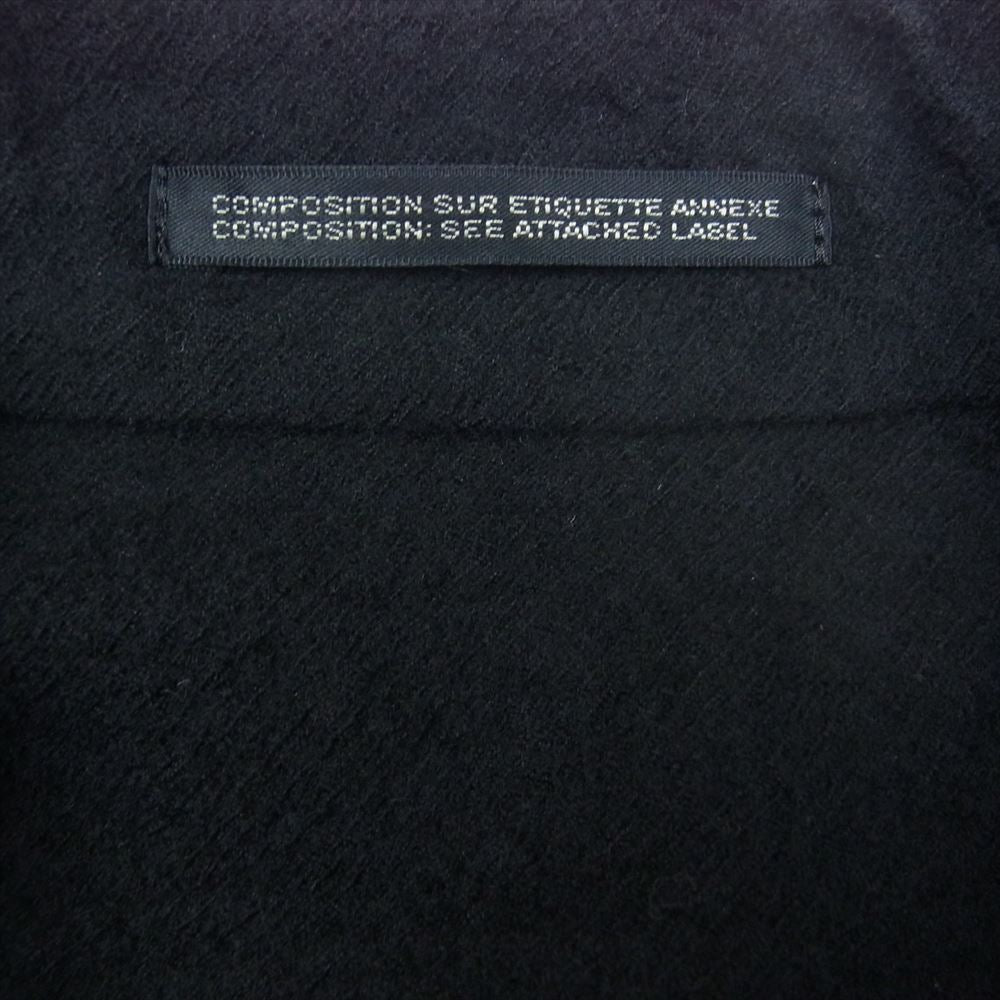 COMPOSITION SUR ETIQUETTE ANNEXE
COMPOSITION: SEE ATTACHED LABEL